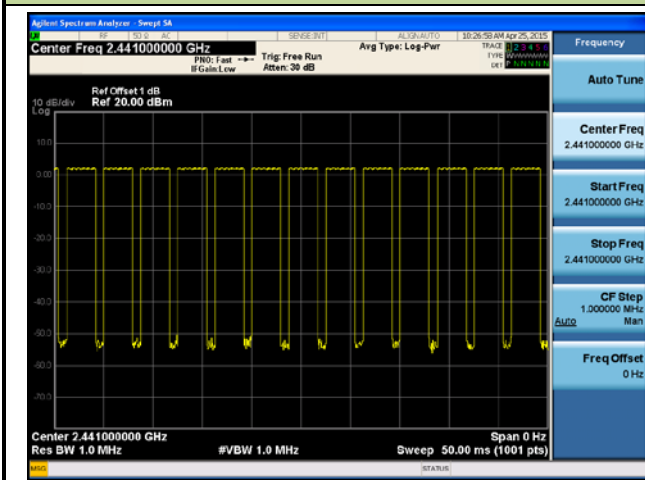 Agilent Spectrum Analyzer - Swept SA
RF 50 Ω AC SENSE:INT ALIGNAUTO 10:26:58 AM Apr 25, 2015
Center Freq 2.441000000 GHz Avg Type: Log-Pwr TRACE 1 2 3 4 5 6
PNO: Fast Trig: Free Run TYPE
IFGain:Low Atten: 30 dB DET P N N N N N
Ref Offset 1 dB
10 dB/div Ref 20.00 dBm
Log
10.0
0.00
-10.0
-20.0
-30.0
-40.0
-50.0
-60.0
-70.0
Center 2.441000000 GHz Span 0 Hz
Res BW 1.0 MHz #VBW 1.0 MHz Sweep 50.00 ms (1001 pts)
MSG STATUS
Frequency
Auto Tune
Center Freq
2.441000000 GHz
Start Freq
2.441000000 GHz
Stop Freq
2.441000000 GHz
CF Step
1.000000 MHz
Auto Man
Freq Offset
0 Hz